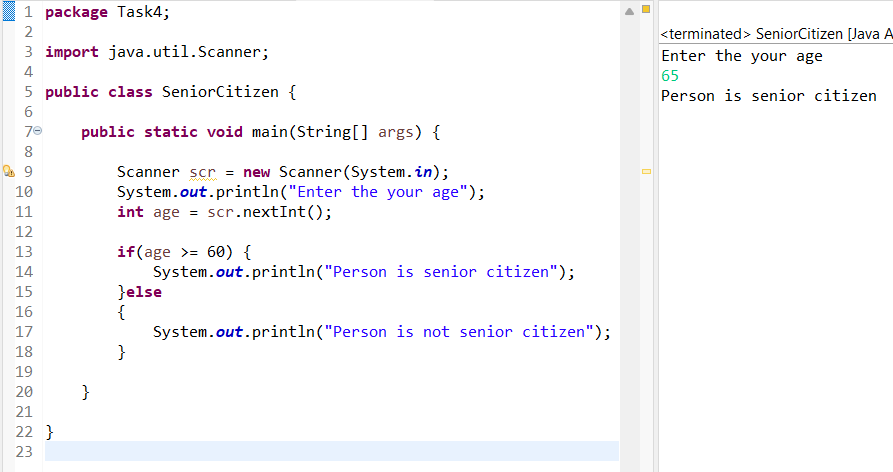 1 package Task4;
2
3 import java.util.Scanner;
4
5 public class SeniorCitizen {
6
7     public static void main(String[] args) {
8
9         Scanner scr = new Scanner(System.in);
10         System.out.println("Enter the your age");
11         int age = scr.nextInt();
12
13         if(age >= 60) {
14             System.out.println("Person is senior citizen");
15         }else
16         {
17             System.out.println("Person is not senior citizen");
18         }
19
20     }
21
22 }
23
<terminated> SeniorCitizen [Java A
Enter the your age
65
Person is senior citizen